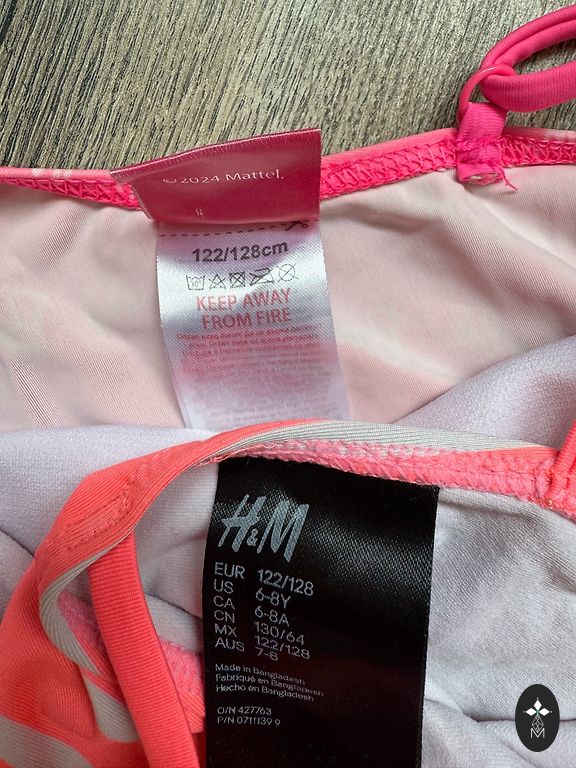 ©2024 Mattel.
122/128cm
30°
KEEP AWAY
FROM FIRE
H&M
EUR 122/128
US 6-8Y
CA 6-8A
CN 130/64
MX 122/128
AUS 7-8
Made in Bangladesh
Fabriqué en Bangladesh
Hecho en Bangladesh
O/N 427763
P/N 0711139 9
M